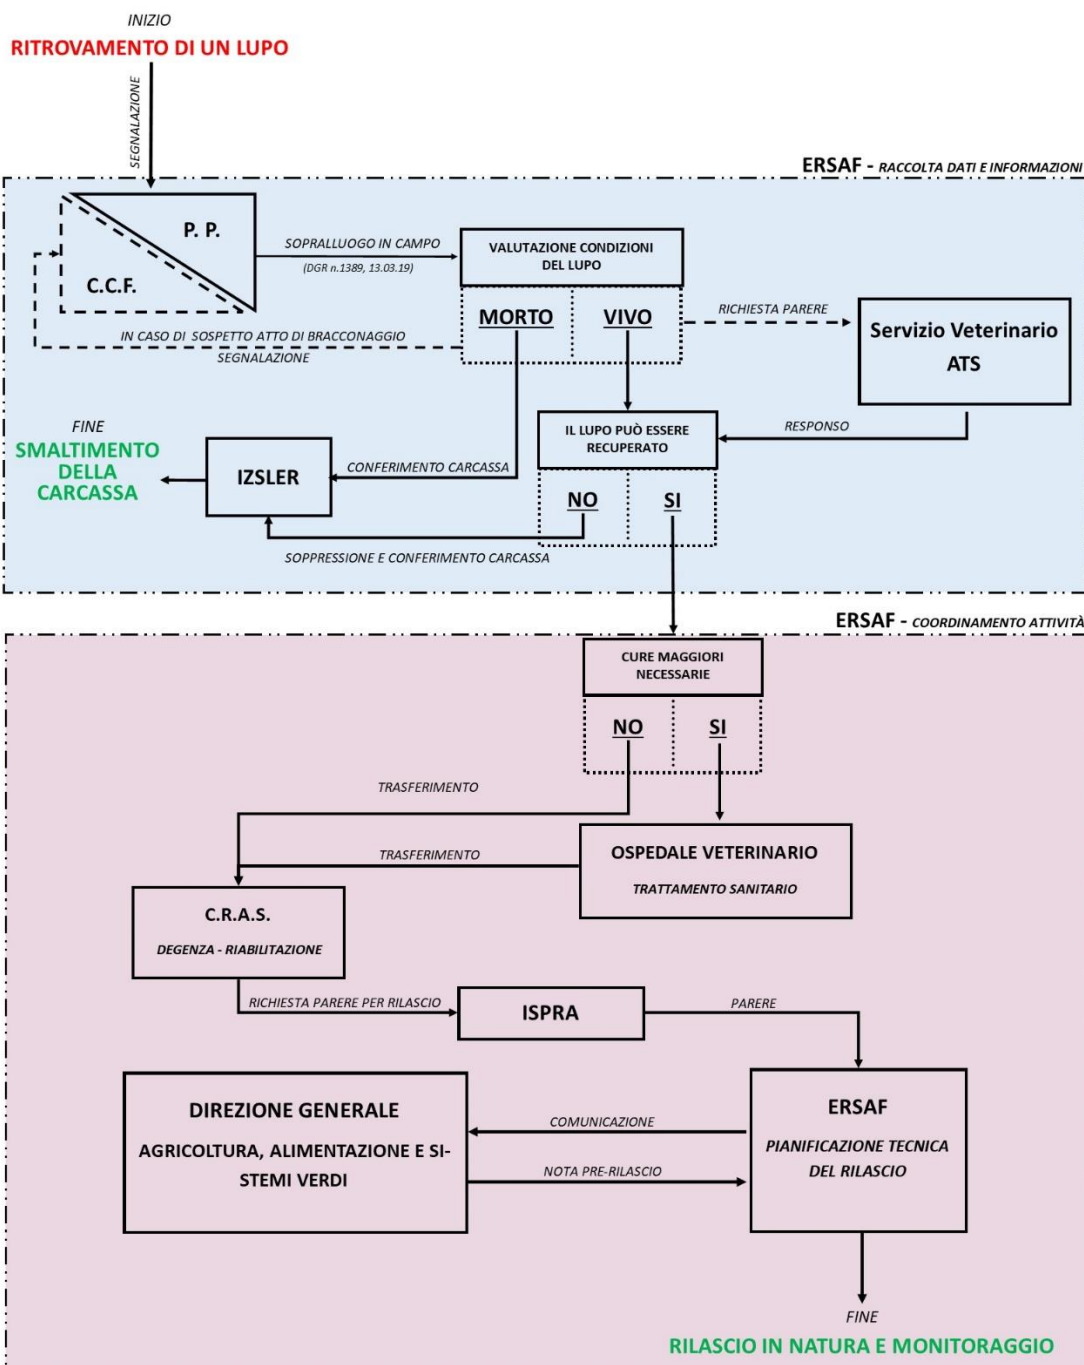 INIZIO
RITROVAMENTO DI UN LUPO
SEGNALAZIONE
ERSAF - RACCOLTA DATI E INFORMAZIONI
P. P.
C.C.F.
SOPRALLUOGO IN CAMPO
(DGR n.1389, 13.03.19)
VALUTAZIONE CONDIZIONI
DEL LUPO
MORTO
VIVO
RICHIESTA PARERE
Servizio Veterinario
ATS
IN CASO DI SOSPETTO ATTO DI BRACCONAGGIO
SEGNALAZIONE
IL LUPO PUÒ ESSERE
RECUPERATO
RESPONSO
FINE
SMALTIMENTO
DELLA
CARCASSA
IZSLER
CONFERIMENTO CARCASSA
NO
SI
SOPPRESSIONE E CONFERIMENTO CARCASSA
ERSAF - COORDINAMENTO ATTIVITÀ
CURE MAGGIORI
NECESSARIE
NO
SI
TRASFERIMENTO
TRASFERIMENTO
OSPEDALE VETERINARIO
TRATTAMENTO SANITARIO
C.R.A.S.
DEGENZA - RIABILITAZIONE
RICHIESTA PARERE PER RILASCIO
ISPRA
PARERE
DIREZIONE GENERALE
AGRICOLTURA, ALIMENTAZIONE E SI-
STEMI VERDI
COMUNICAZIONE
NOTA PRE-RILASCIO
ERSAF
PIANIFICAZIONE TECNICA
DEL RILASCIO
FINE
RILASCIO IN NATURA E MONITORAGGIO